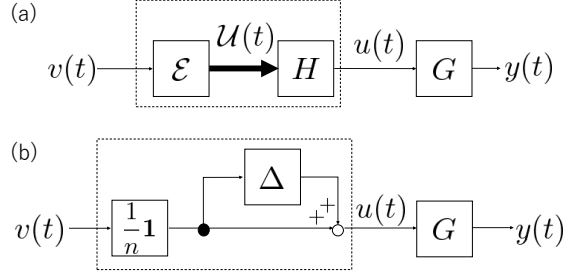 (a)
v(t) ℰ 𝒰(t) H u(t) G y(t)
(b)
Δ
v(t) 1/n 𝟏 + + u(t) G y(t)